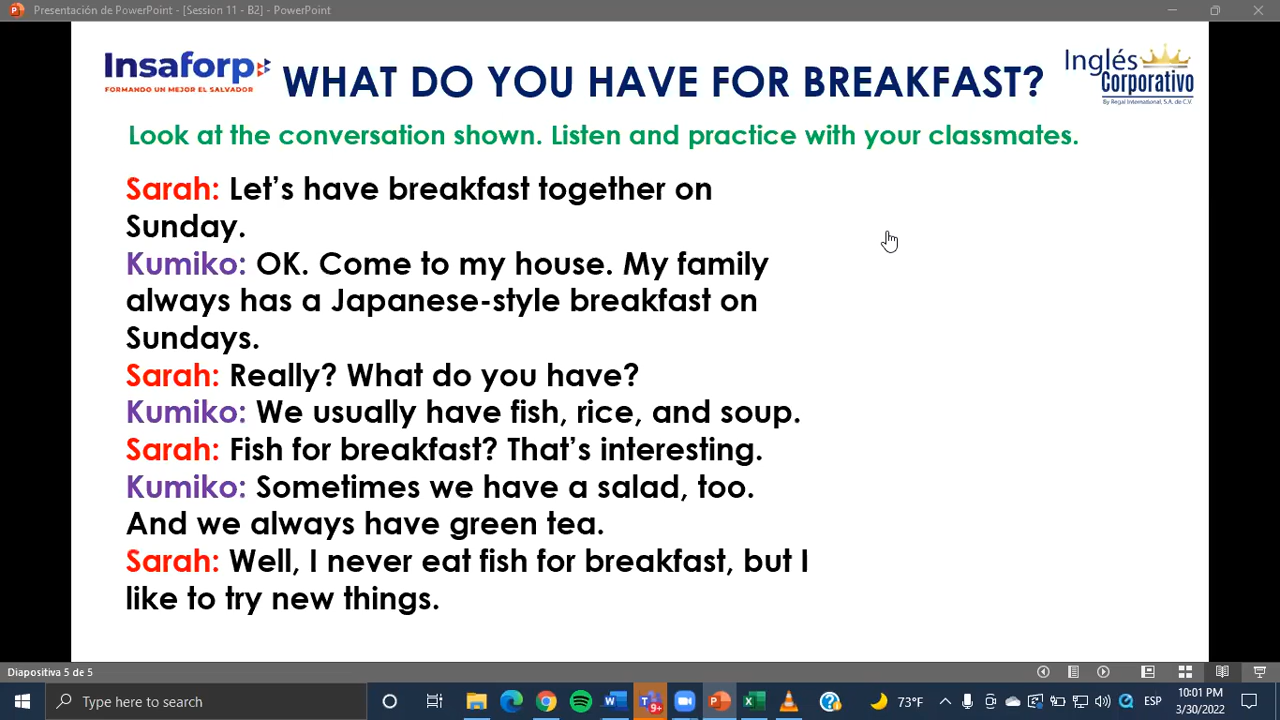 Presentación de PowerPoint - [Session 11 - B2] - PowerPoint
Insaforp
FORMANDO UN MEJOR EL SALVADOR
WHAT DO YOU HAVE FOR BREAKFAST?
Inglés
Corporativo
By Regal International, S.A. de C.V.
Look at the conversation shown. Listen and practice with your classmates.
Sarah: Let's have breakfast together on
Sunday.
Kumiko: OK. Come to my house. My family
always has a Japanese-style breakfast on
Sundays.
Sarah: Really? What do you have?
Kumiko: We usually have fish, rice, and soup.
Sarah: Fish for breakfast? That's interesting.
Kumiko: Sometimes we have a salad, too.
And we always have green tea.
Sarah: Well, I never eat fish for breakfast, but I
like to try new things.
Diapositiva 5 de 5
Type here to search
9+
73°F
ESP
10:01 PM
3/30/2022